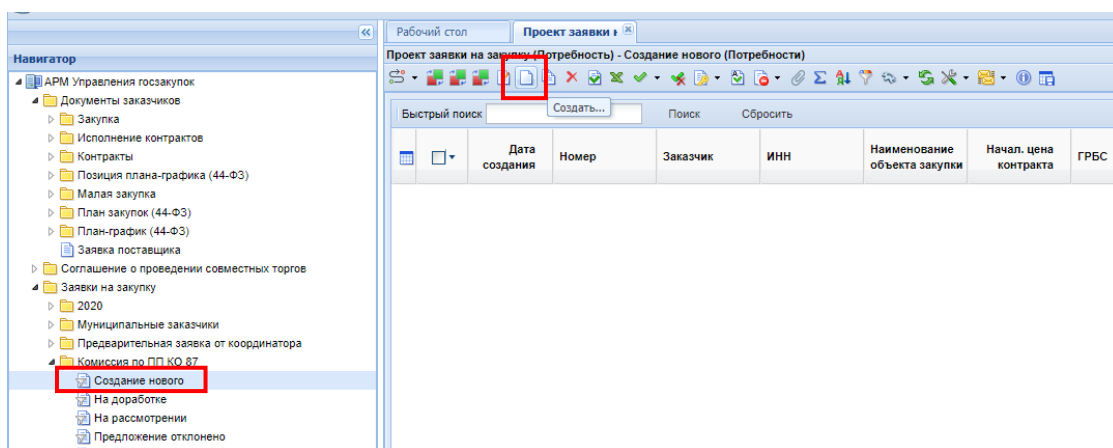 Рабочий стол
Проект заявки н
Навигатор
Проект заявки на закупку (Потребность) - Создание нового (Потребности)
АРМ Управления госзакупок
Документы заказчиков
Закупка
Исполнение контрактов
Контракты
Позиция плана-графика (44-ФЗ)
Малая закупка
План закупок (44-ФЗ)
План-график (44-ФЗ)
Заявка поставщика
Соглашение о проведении совместных торгов
Заявки на закупку
2020
Муниципальные заказчики
Предварительная заявка от координатора
Комиссия по ПП КО 87
Создание нового
На доработке
На рассмотрении
Предложение отклонено
Быстрый поиск
Создать...
Поиск
Сбросить
Дата
создания
Номер
Заказчик
ИНН
Наименование
объекта закупки
Начал. цена
контракта
ГРБС